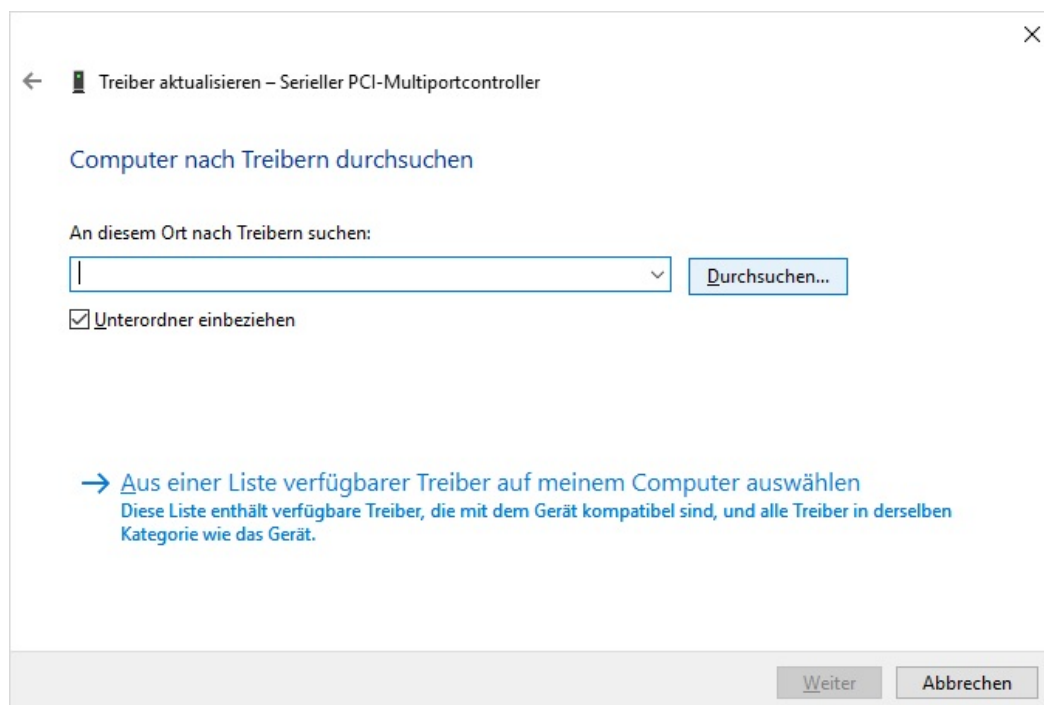 Treiber aktualisieren – Serieller PCI-Multiportcontroller
Computer nach Treibern durchsuchen
An diesem Ort nach Treibern suchen:
Durchsuchen...
Unterordner einbeziehen
Aus einer Liste verfügbarer Treiber auf meinem Computer auswählen
Diese Liste enthält verfügbare Treiber, die mit dem Gerät kompatibel sind, und alle Treiber in derselben
Kategorie wie das Gerät.
Weiter
Abbrechen